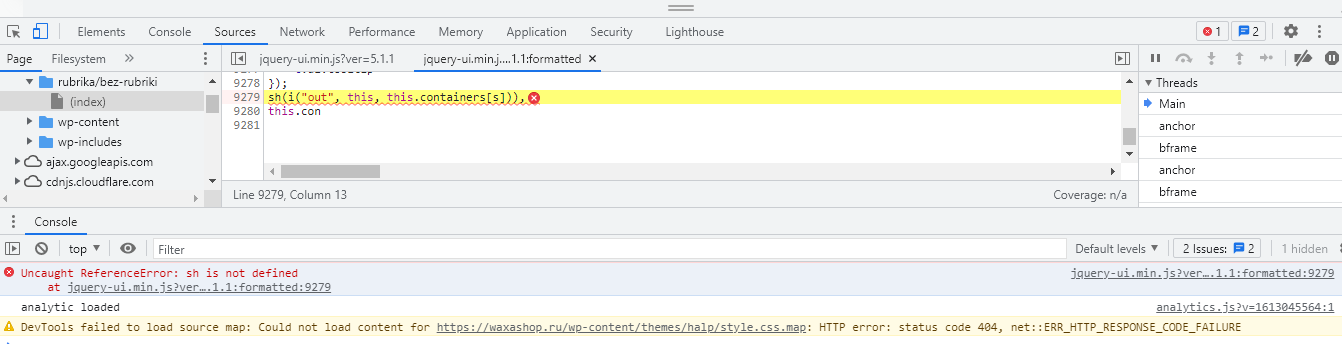 Elements Console Sources Network Performance Memory Application Security Lighthouse 1 2
Page Filesystem »
jquery-ui.min.js?ver=5.1.1 jquery-ui.min.j....1.1:formatted ×
rubrika/bez-rubriki
(index)
wp-content
wp-includes
ajax.googleapis.com
cdnjs.cloudflare.com
9278 });
9279 sh(i("out", this, this.containers[s])),
9280 this.con
9281
Line 9279, Column 13 Coverage: n/a
Threads
Main
anchor
bframe
anchor
bframe
Console
top Filter Default levels 2 Issues: 2 1 hidden
Uncaught ReferenceError: sh is not defined jquery-ui.min.js?ver….1.1:formatted:9279
at jquery-ui.min.js?ver….1.1:formatted:9279
analytic loaded analytics.js?v=1613045564:1
DevTools failed to load source map: Could not load content for https://waxashop.ru/wp-content/themes/halp/style.css.map: HTTP error: status code 404, net::ERR_HTTP_RESPONSE_CODE_FAILURE